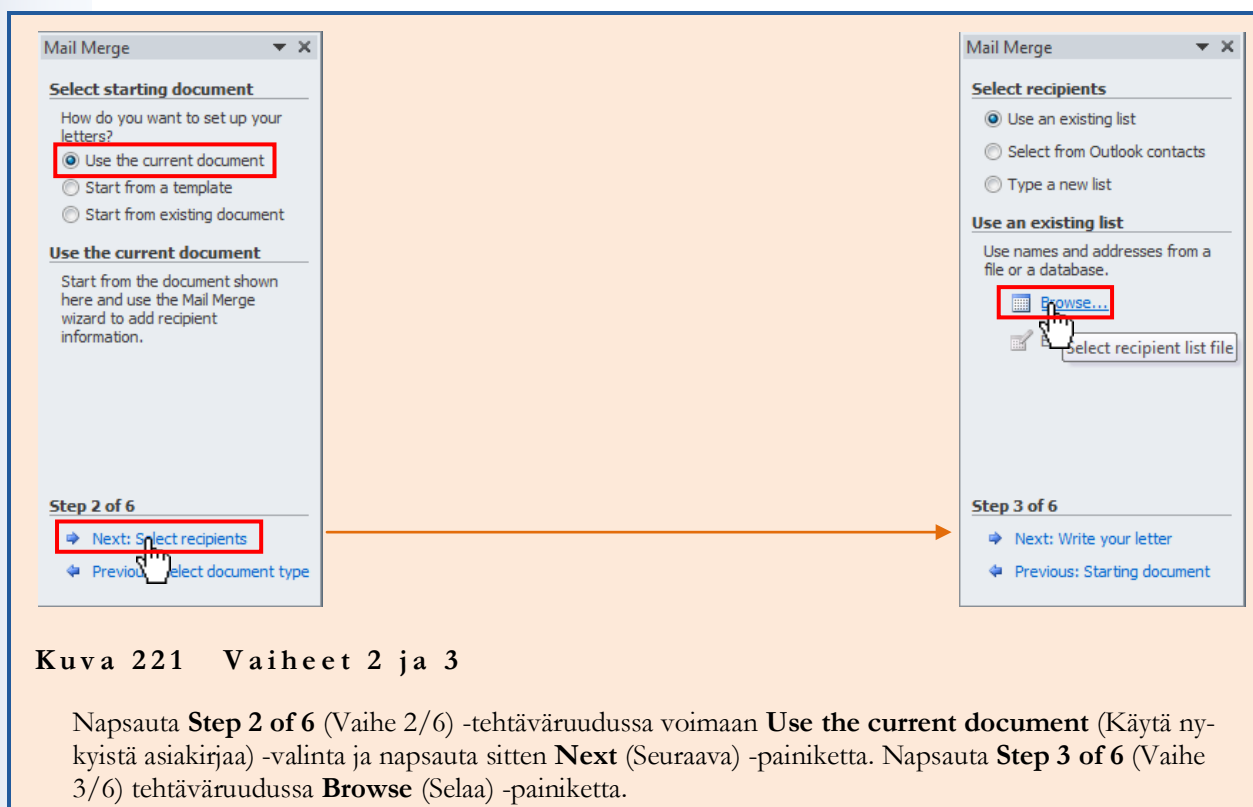 Mail Merge
Select starting document
How do you want to set up your
letters?
Use the current document
Start from a template
Start from existing document
Use the current document
Start from the document shown
here and use the Mail Merge
wizard to add recipient
information.
Step 2 of 6
Next: Select recipients
Previous: Select document type
Mail Merge
Select recipients
Use an existing list
Select from Outlook contacts
Type a new list
Use an existing list
Use names and addresses from a
file or a database.
Browse...
Select recipient list file
Step 3 of 6
Next: Write your letter
Previous: Starting document
Kuva 221 Vaiheet 2 ja 3
Napsauta Step 2 of 6 (Vaihe 2/6) -tehtäväruudussa voimaan Use the current document (Käytä ny-
kyistä asiakirjaa) -valinta ja napsauta sitten Next (Seuraava) -painiketta. Napsauta Step 3 of 6 (Vaihe
3/6) tehtäväruudussa Browse (Selaa) -painiketta.